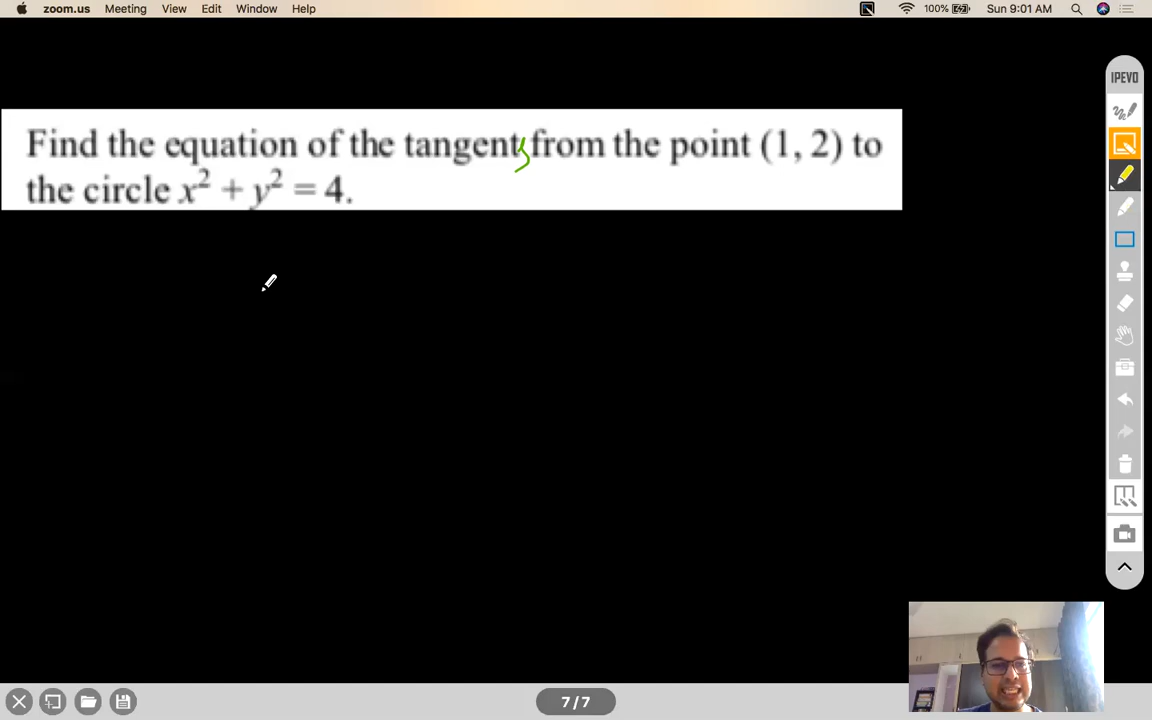 zoom.us Meeting View Edit Window Help 100% Sun 9:01 AM
IPEVO
Find the equation of the tangents from the point (1, 2) to
the circle x² + y² = 4.
7/7